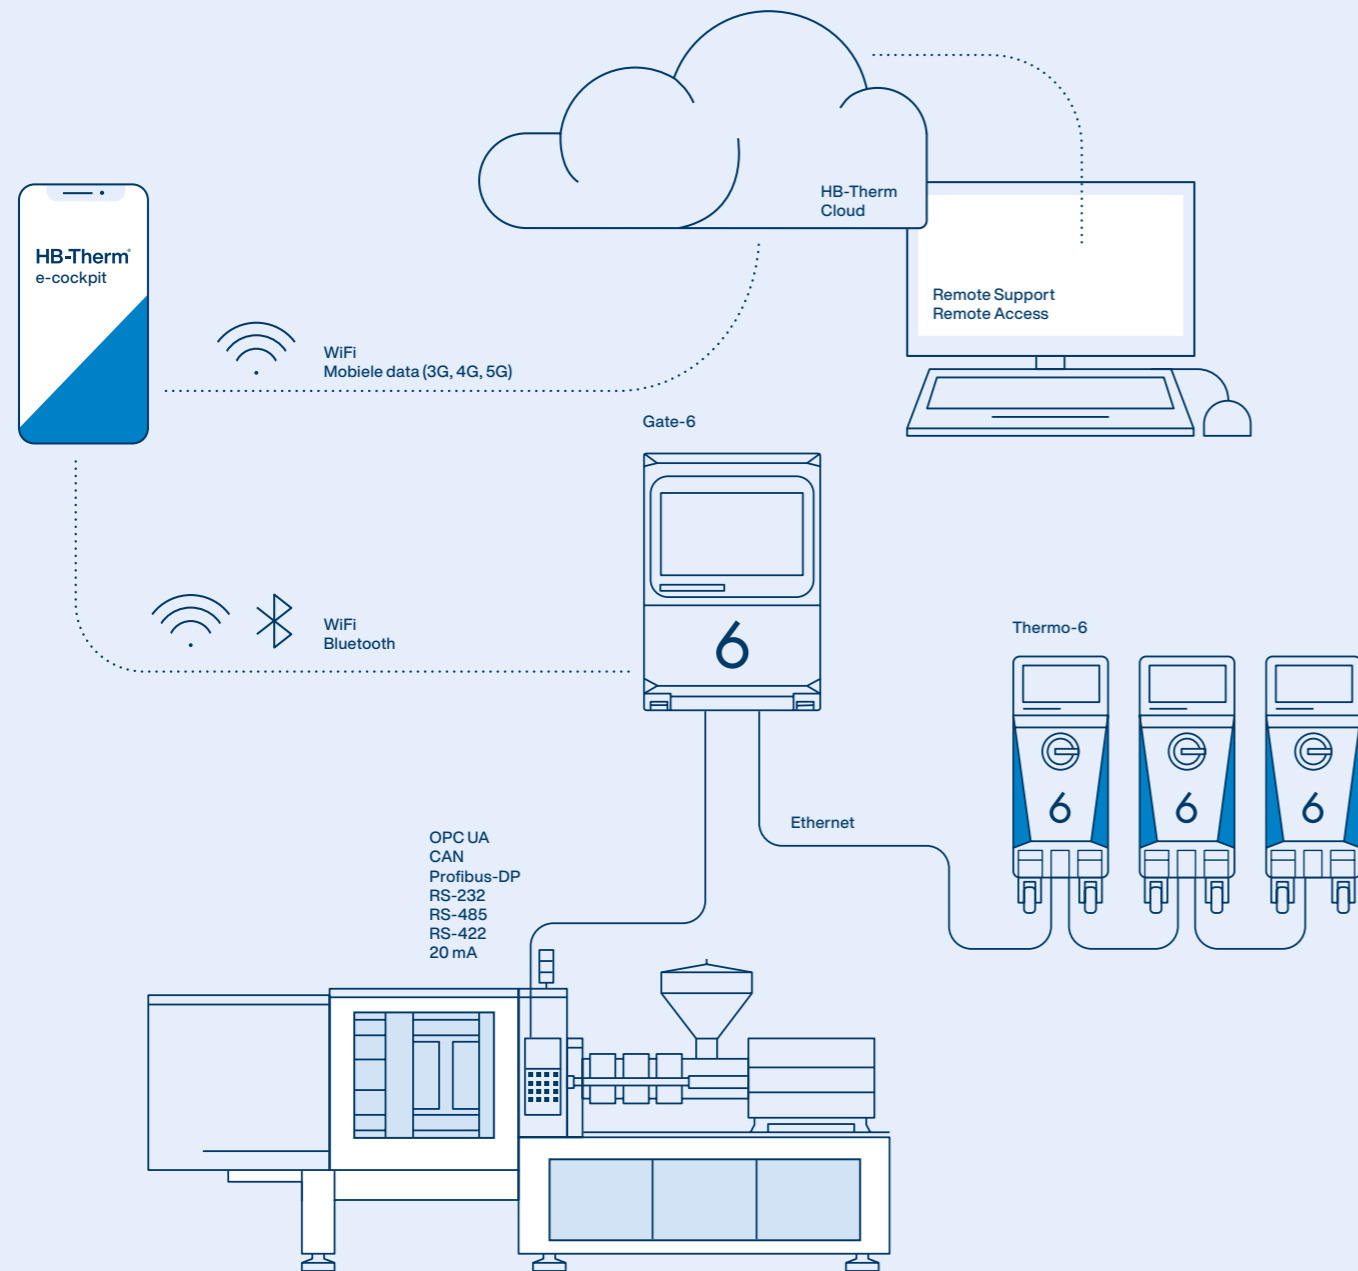 HB-Therm
Cloud
HB-Therm®
e-cockpit
Remote Support
Remote Access
WiFi
Mobiele data (3G, 4G, 5G)
Gate-6
WiFi
Bluetooth
6
Thermo-6
6
6
6
Ethernet
OPC UA
CAN
Profibus-DP
RS-232
RS-485
RS-422
20 mA